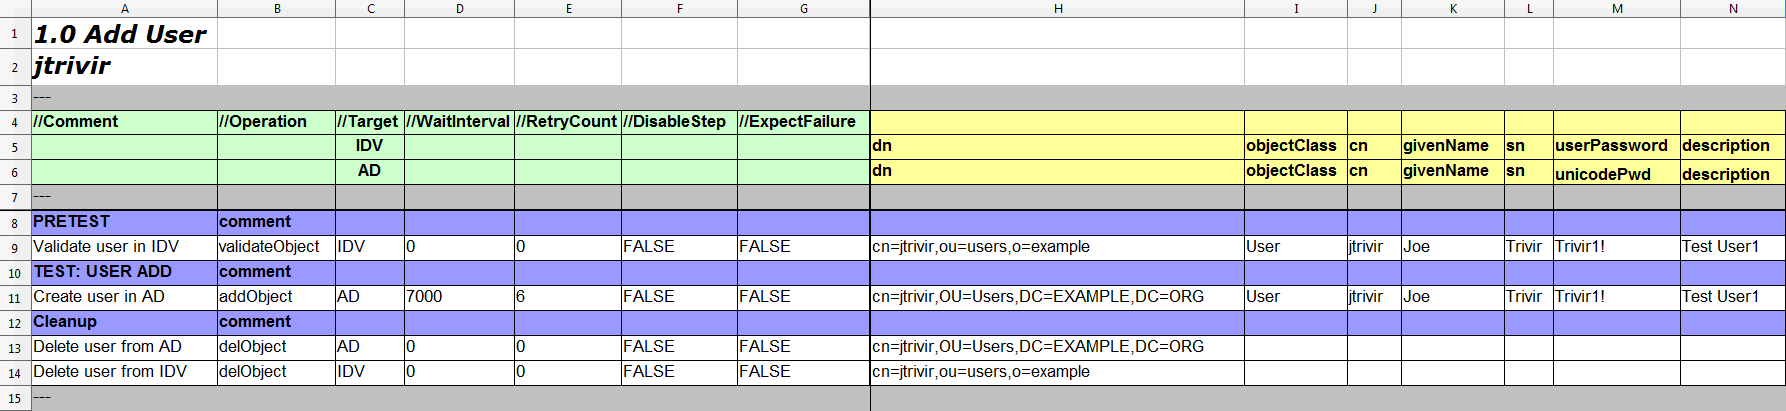 A B C D E F G H I J K L M N
1 1.0 Add User
2 jtrivir
3 ---
4 //Comment //Operation //Target //WaitInterval //RetryCount //DisableStep //ExpectFailure
5 IDV dn objectClass cn givenName sn userPassword description
6 AD dn objectClass cn givenName sn unicodePwd description
7 ---
8 PRETEST comment
9 Validate user in IDV validateObject IDV 0 0 FALSE FALSE cn=jtrivir,ou=users,o=example User jtrivir Joe Trivir Trivir1! Test User1
10 TEST: USER ADD comment
11 Create user in AD addObject AD 7000 6 FALSE FALSE cn=jtrivir,OU=Users,DC=EXAMPLE,DC=ORG User jtrivir Joe Trivir Trivir1! Test User1
12 Cleanup comment
13 Delete user from AD delObject AD 0 0 FALSE FALSE cn=jtrivir,OU=Users,DC=EXAMPLE,DC=ORG
14 Delete user from IDV delObject IDV 0 0 FALSE FALSE cn=jtrivir,ou=users,o=example
15 ---